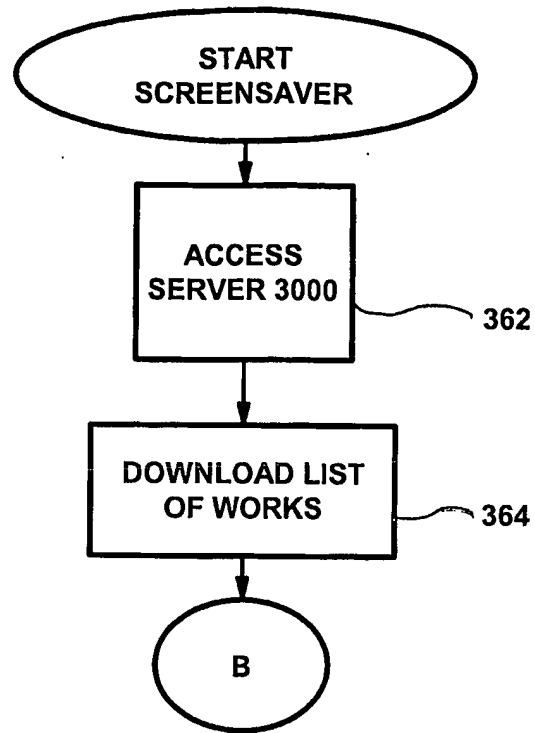 START
SCREENSAVER
ACCESS
SERVER 3000
362
DOWNLOAD LIST
OF WORKS
364
B